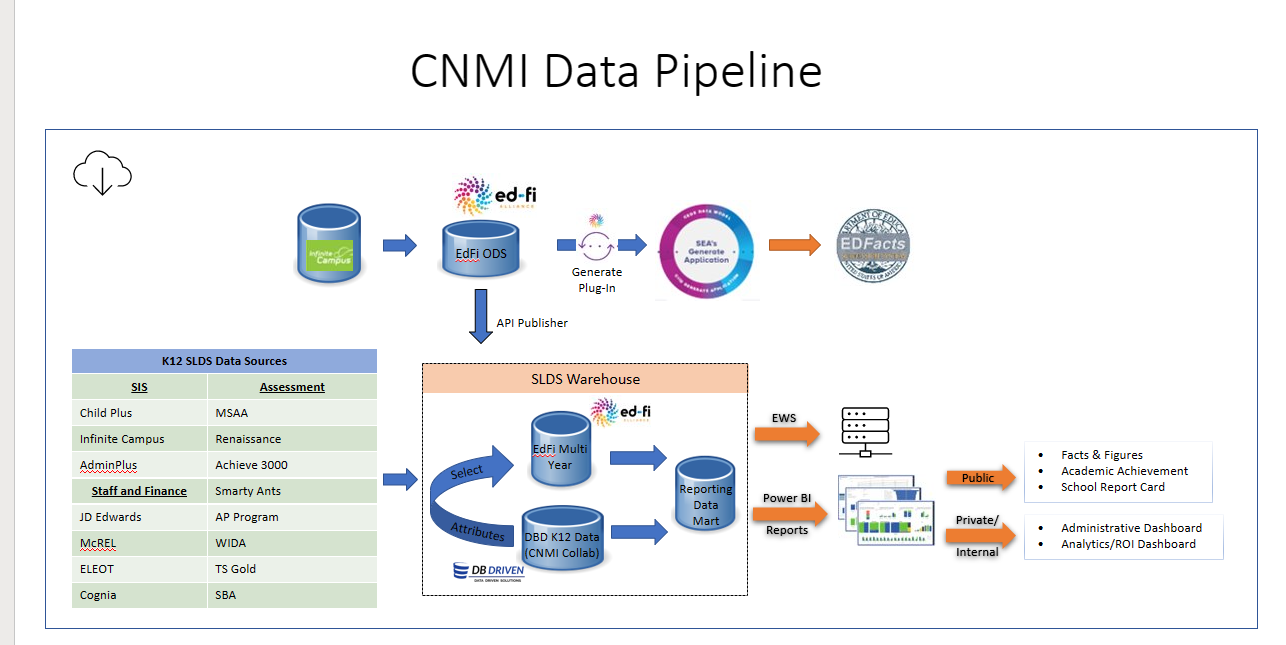 CNMI Data Pipeline
ed-fi
ALLIANCE
Infinite
Campus
EdFi ODS
Generate
Plug-In
CEDS DATA MODEL
SEA's
Generate
Application
API Publisher
EDFacts
K12 SLDS Data Sources
SIS Assessment
Child Plus MSAA
Infinite Campus Renaissance
AdminPlus Achieve 3000
Staff and Finance Smarty Ants
JD Edwards AP Program
McREL WIDA
ELEOT TS Gold
Cognia SBA
SLDS Warehouse
ed-fi
ALLIANCE
EdFi Multi
Year
Select
Attributes
DBD K12 Data
(CNMI Collab)
DB DRIVEN
DATA DRIVEN SOLUTIONS
Reporting
Data
Mart
EWS
Power BI
Reports
Public
Private/
Internal
• Facts & Figures
• Academic Achievement
• School Report Card
• Administrative Dashboard
• Analytics/ROI Dashboard